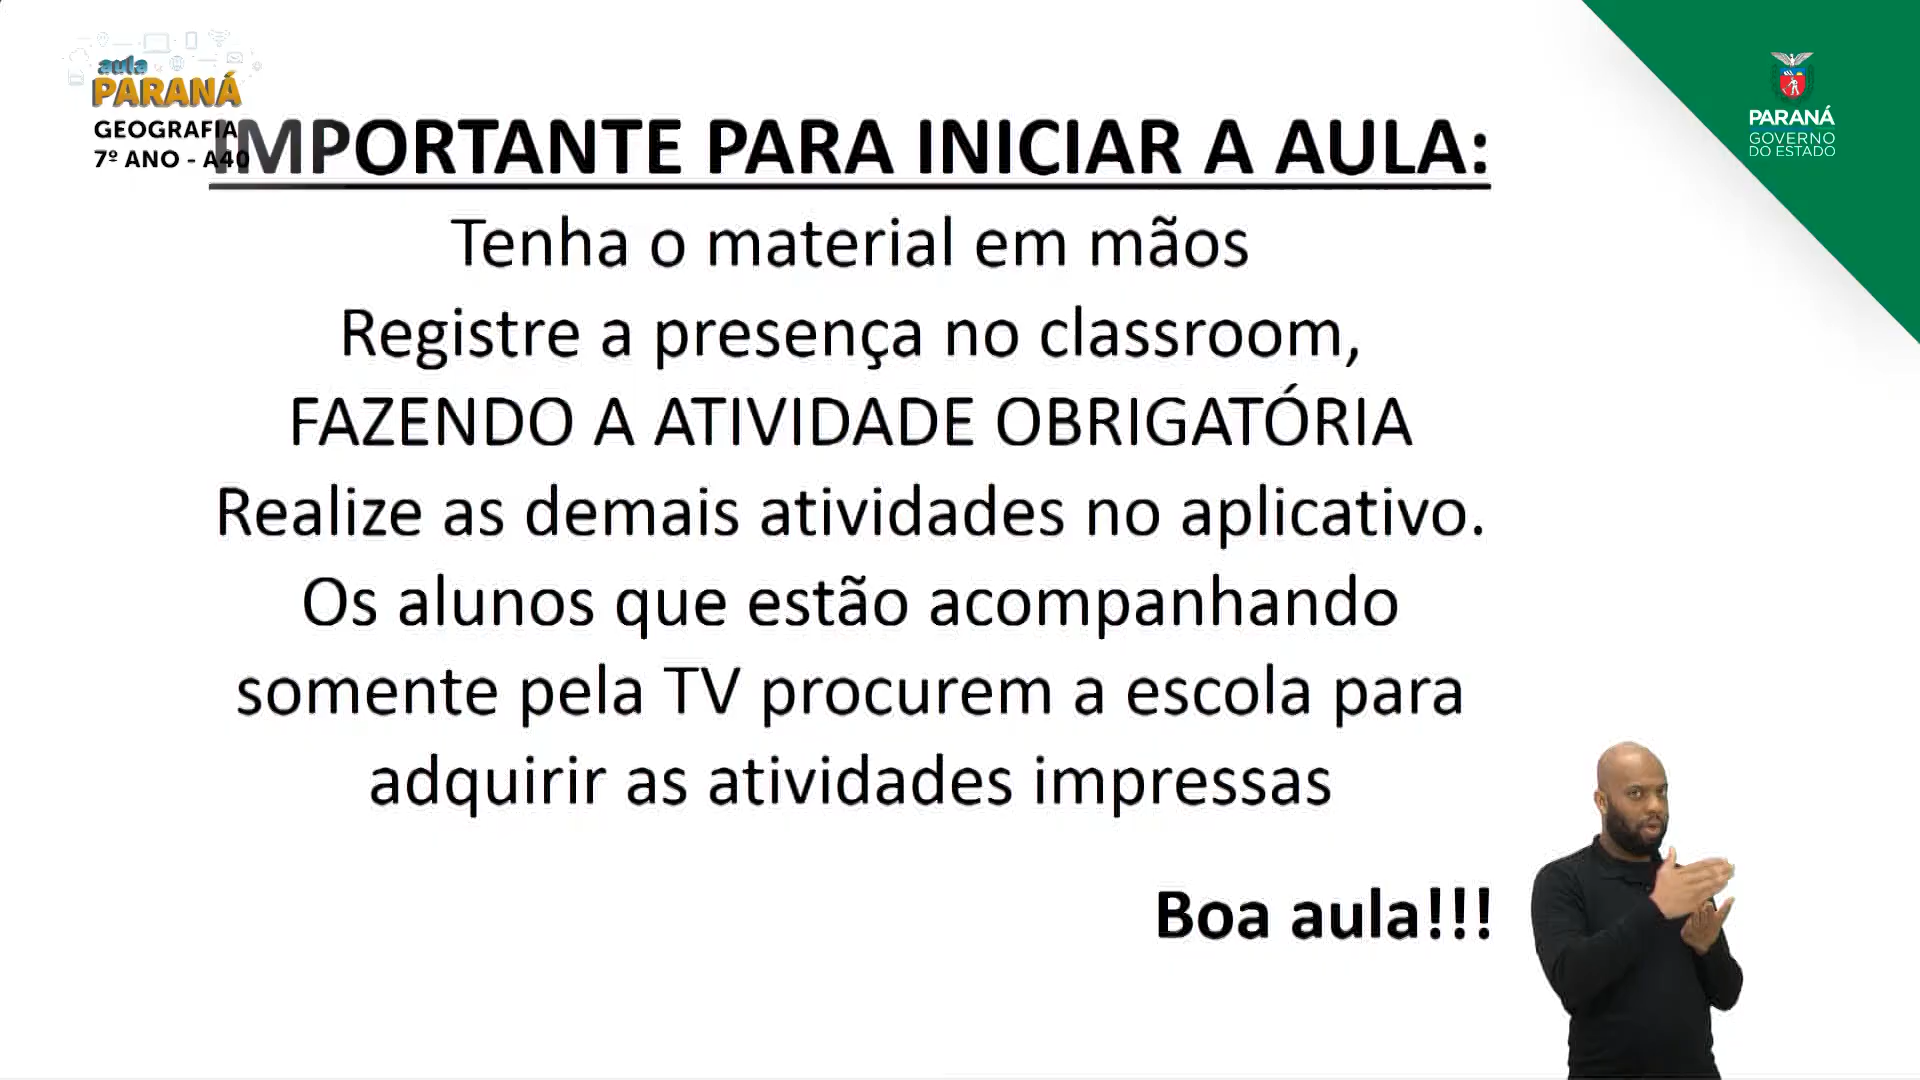 aula
PARANÁ
GEOGRAFIA
7º ANO - A40
PARANÁ
GOVERNO
DO ESTADO
IMPORTANTE PARA INICIAR A AULA:
Tenha o material em mãos
Registre a presença no classroom,
FAZENDO A ATIVIDADE OBRIGATÓRIA
Realize as demais atividades no aplicativo.
Os alunos que estão acompanhando
somente pela TV procurem a escola para
adquirir as atividades impressas
Boa aula!!!